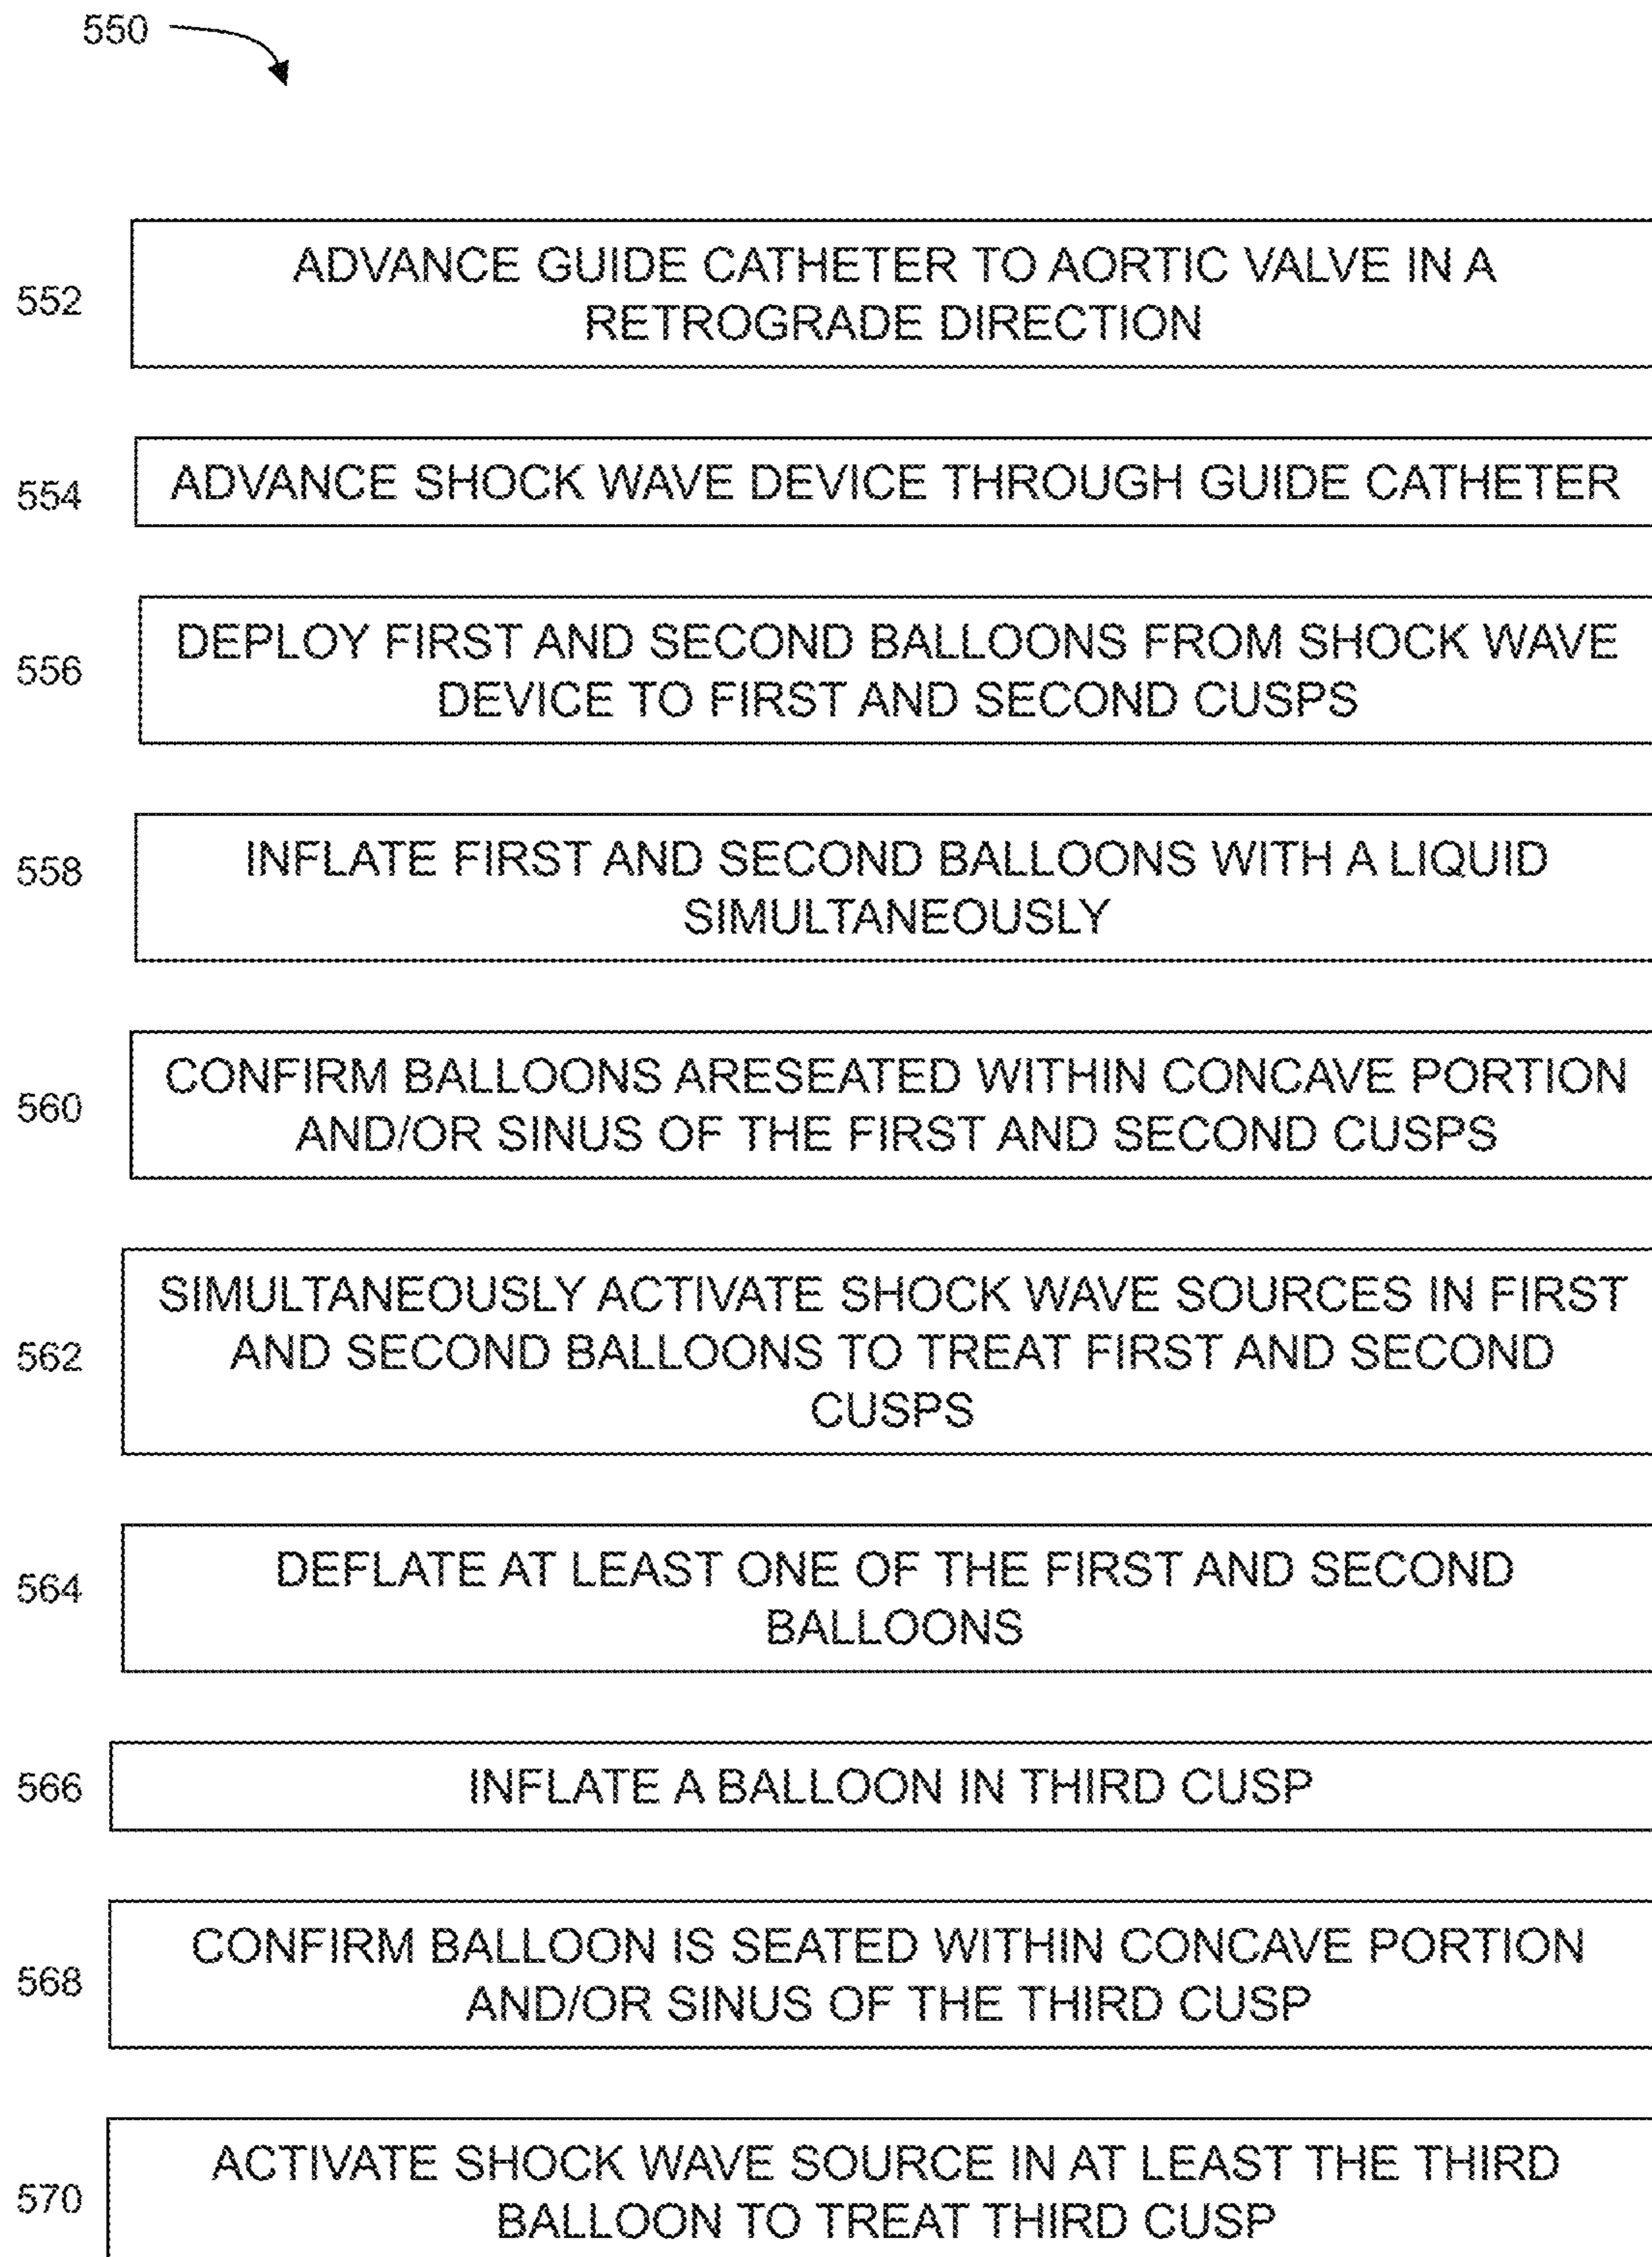 550
552
ADVANCE GUIDE CATHETER TO AORTIC VALVE IN A
RETROGRADE DIRECTION
554
ADVANCE SHOCK WAVE DEVICE THROUGH GUIDE CATHETER
556
DEPLOY FIRST AND SECOND BALLOONS FROM SHOCK WAVE
DEVICE TO FIRST AND SECOND CUSPS
558
INFLATE FIRST AND SECOND BALLOONS WITH A LIQUID
SIMULTANEOUSLY
560
CONFIRM BALLOONS ARESEATED WITHIN CONCAVE PORTION
AND/OR SINUS OF THE FIRST AND SECOND CUSPS
562
SIMULTANEOUSLY ACTIVATE SHOCK WAVE SOURCES IN FIRST
AND SECOND BALLOONS TO TREAT FIRST AND SECOND
CUSPS
564
DEFLATE AT LEAST ONE OF THE FIRST AND SECOND
BALLOONS
566
INFLATE A BALLOON IN THIRD CUSP
568
CONFIRM BALLOON IS SEATED WITHIN CONCAVE PORTION
AND/OR SINUS OF THE THIRD CUSP
570
ACTIVATE SHOCK WAVE SOURCE IN AT LEAST THE THIRD
BALLOON TO TREAT THIRD CUSP